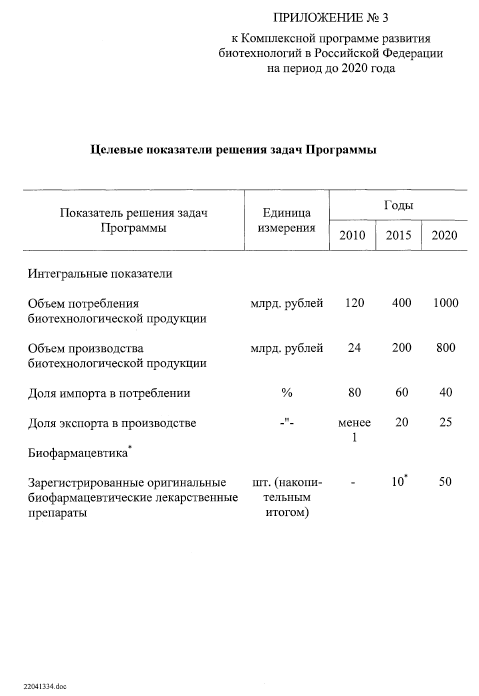 ПРИЛОЖЕНИЕ № 3
к Комплексной программе развития
биотехнологий в Российской Федерации
на период до 2020 года
Целевые показатели решения задач Программы
Показатель решения задач
Программы
Единица
измерения
Годы
2010 2015 2020
Интегральные показатели
Объем потребления
биотехнологической продукции
млрд. рублей 120 400 1000
Объем производства
биотехнологической продукции
млрд. рублей 24 200 800
Доля импорта в потреблении % 80 60 40
Доля экспорта в производстве -"- менее
1
20 25
Биофармацевтика*
Зарегистрированные оригинальные
биофармацевтические лекарственные
препараты
шт. (накопи-
тельным
итогом)
- 10* 50
22041334.doc